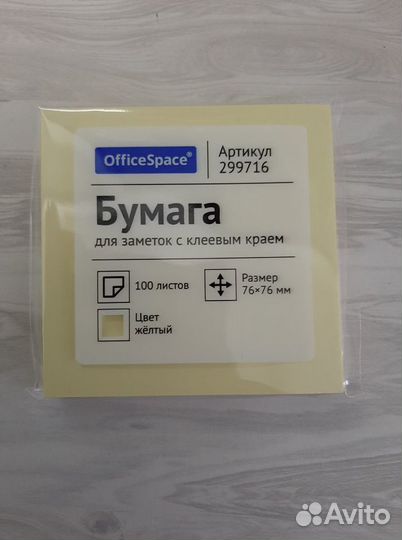 OfficeSpace®
Артикул
299716
Бумага
для заметок с клеевым краем
100 листов
Размер
76×76 мм
Цвет
жёлтый
Avito